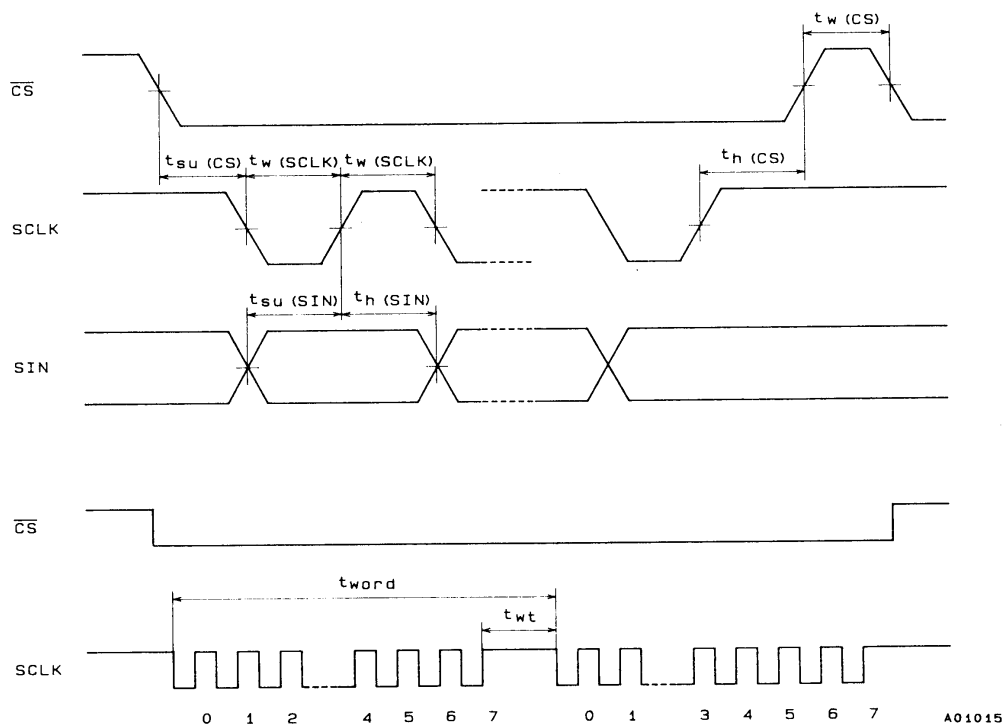 tw (CS)
CS
tsu (CS) tw (SCLK) tw (SCLK)
th (CS)
SCLK
tsu (SIN) th (SIN)
SIN
CS
tword
twt
SCLK
0 1 2 4 5 6 7 0 1 3 4 5 6 7
A01015